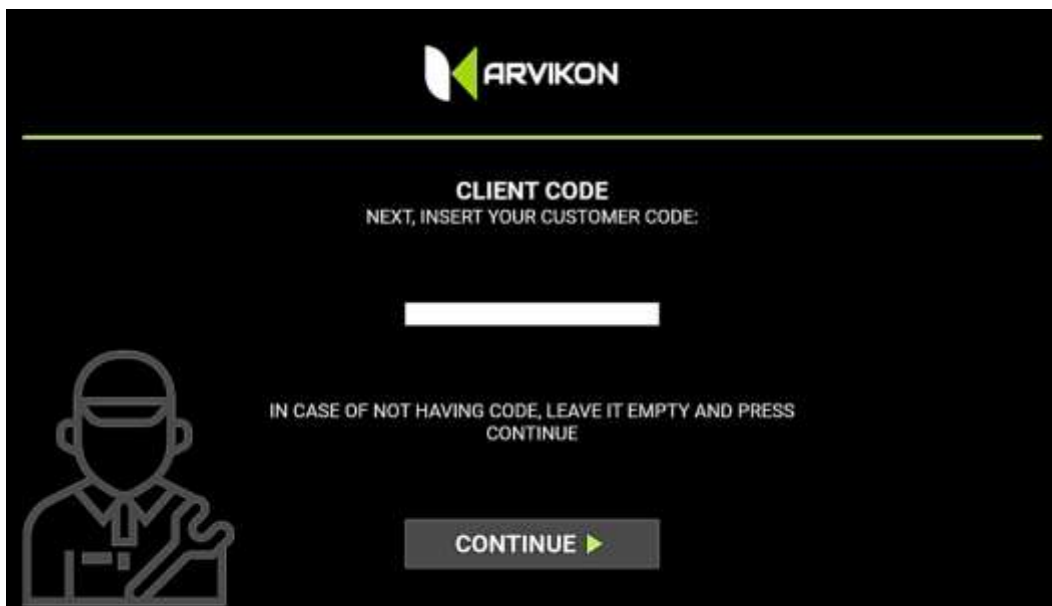 ARVIKON
CLIENT CODE
NEXT, INSERT YOUR CUSTOMER CODE:
IN CASE OF NOT HAVING CODE, LEAVE IT EMPTY AND PRESS
CONTINUE
CONTINUE